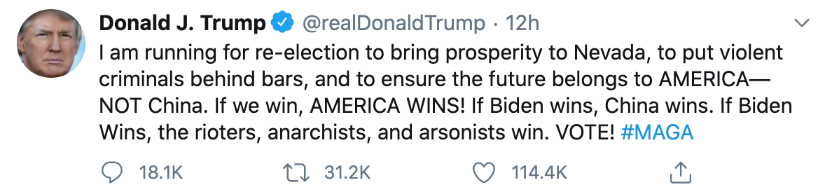 Donald J. Trump @realDonaldTrump · 12h
I am running for re-election to bring prosperity to Nevada, to put violent
criminals behind bars, and to ensure the future belongs to AMERICA—
NOT China. If we win, AMERICA WINS! If Biden wins, China wins. If Biden
Wins, the rioters, anarchists, and arsonists win. VOTE! #MAGA
18.1K 31.2K 114.4K